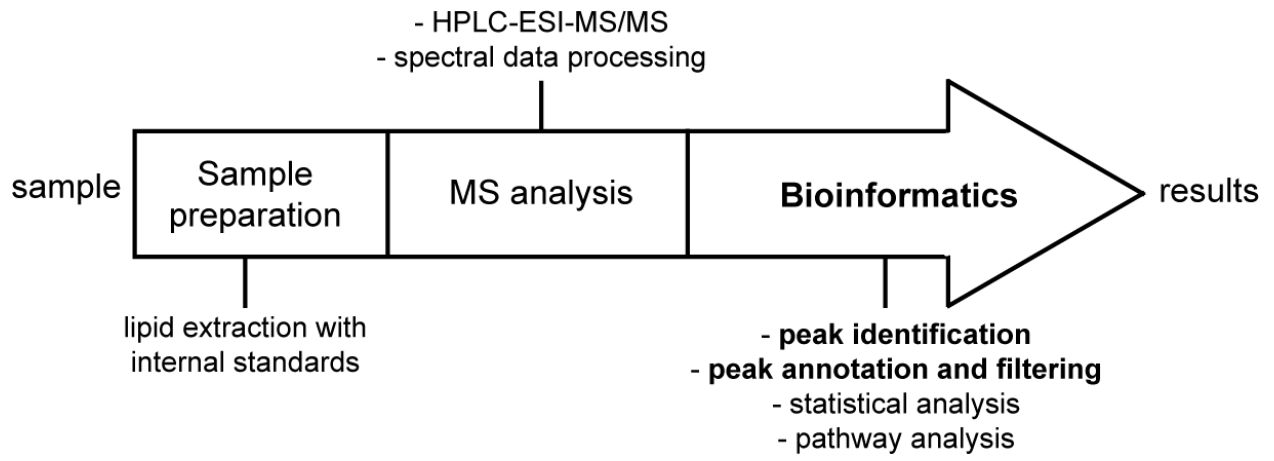 - HPLC-ESI-MS/MS
- spectral data processing
sample
Sample
preparation
MS analysis
Bioinformatics
results
lipid extraction with
internal standards
- peak identification
- peak annotation and filtering
- statistical analysis
- pathway analysis